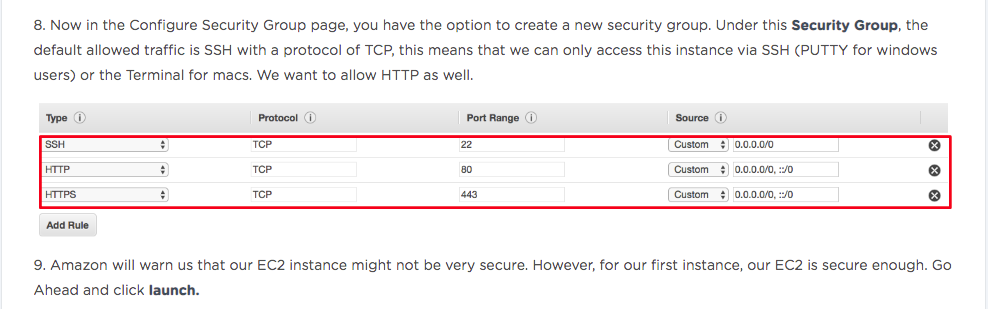 8. Now in the Configure Security Group page, you have the option to create a new security group. Under this Security Group, the
default allowed traffic is SSH with a protocol of TCP, this means that we can only access this instance via SSH (PUTTY for windows
users) or the Terminal for macs. We want to allow HTTP as well.
Type i Protocol i Port Range i Source i
SSH TCP 22 Custom 0.0.0.0/0
HTTP TCP 80 Custom 0.0.0.0/0, ::/0
HTTPS TCP 443 Custom 0.0.0.0/0, ::/0
Add Rule
9. Amazon will warn us that our EC2 instance might not be very secure. However, for our first instance, our EC2 is secure enough. Go
Ahead and click launch.